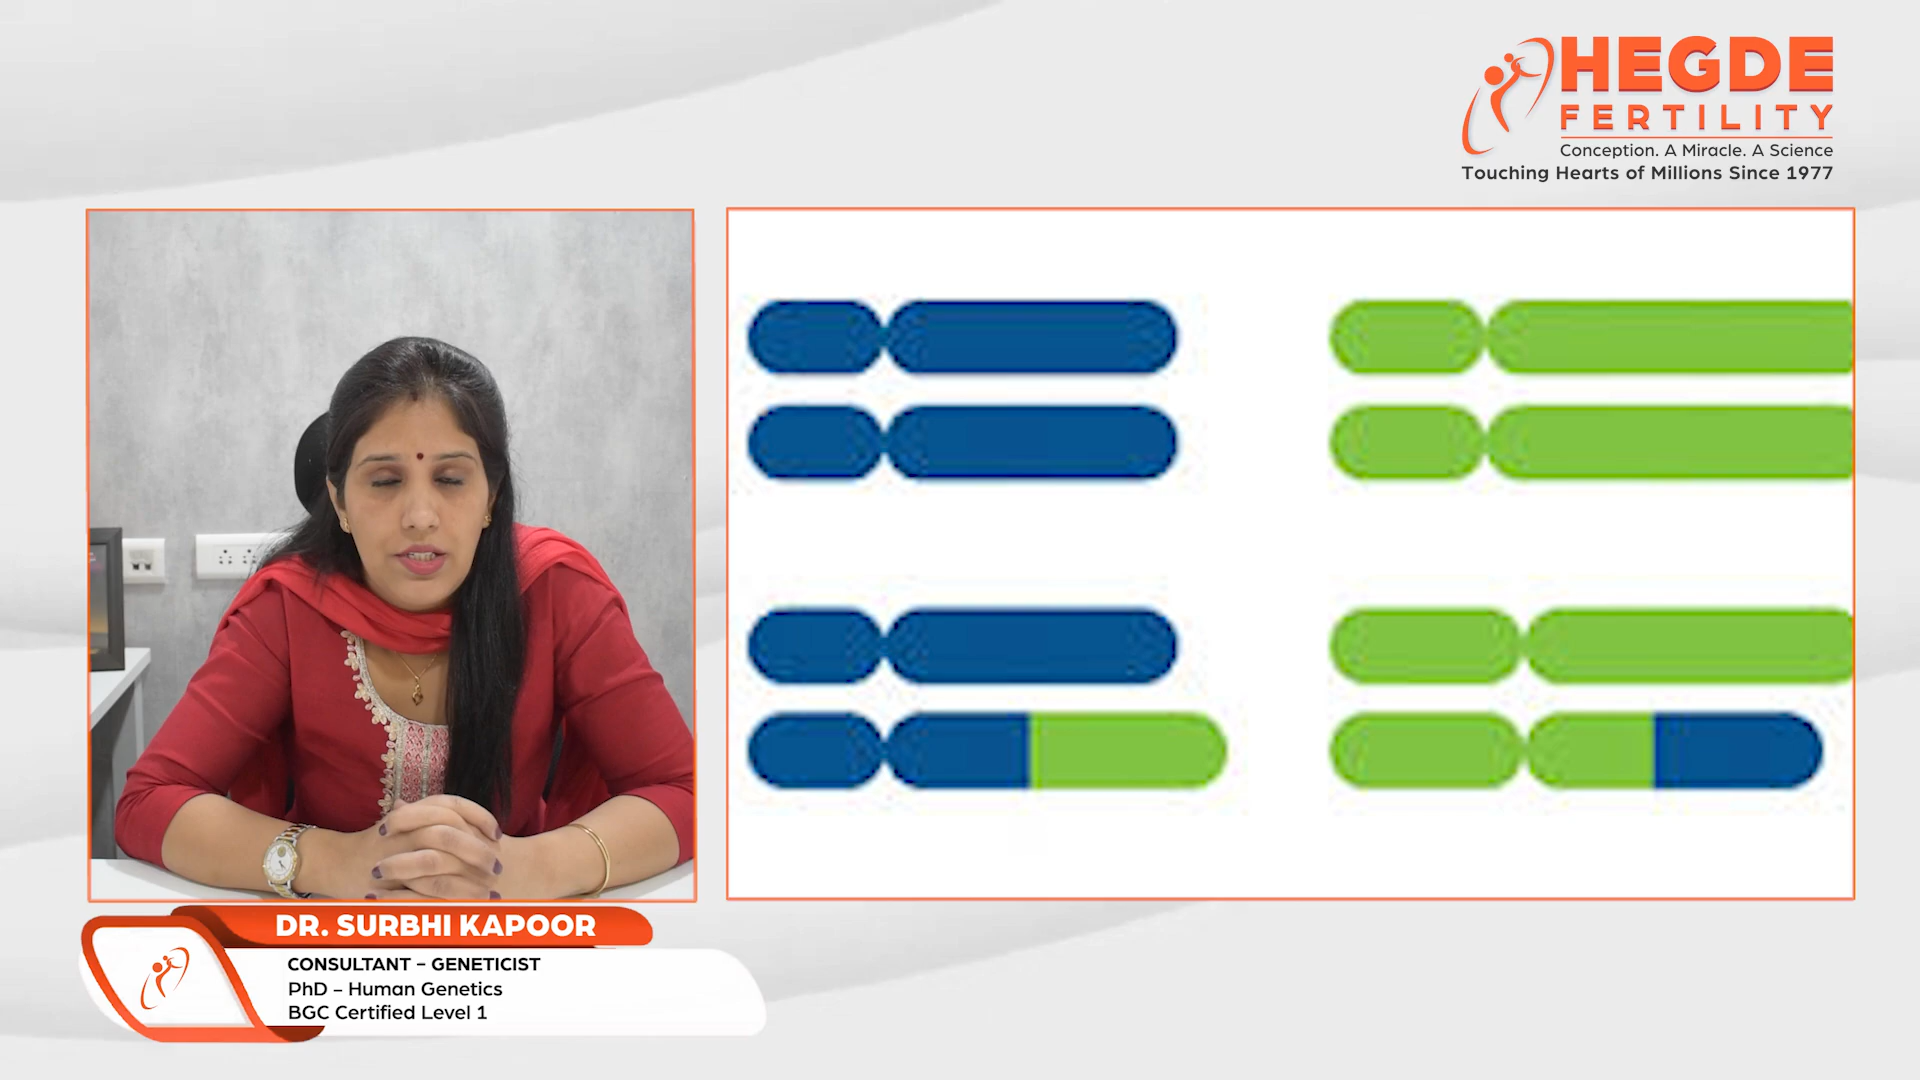 HEGDE
FERTILITY
Conception. A Miracle. A Science
Touching Hearts of Millions Since 1977
DR. SURBHI KAPOOR
CONSULTANT - GENETICIST
PhD - Human Genetics
BGC Certified Level 1